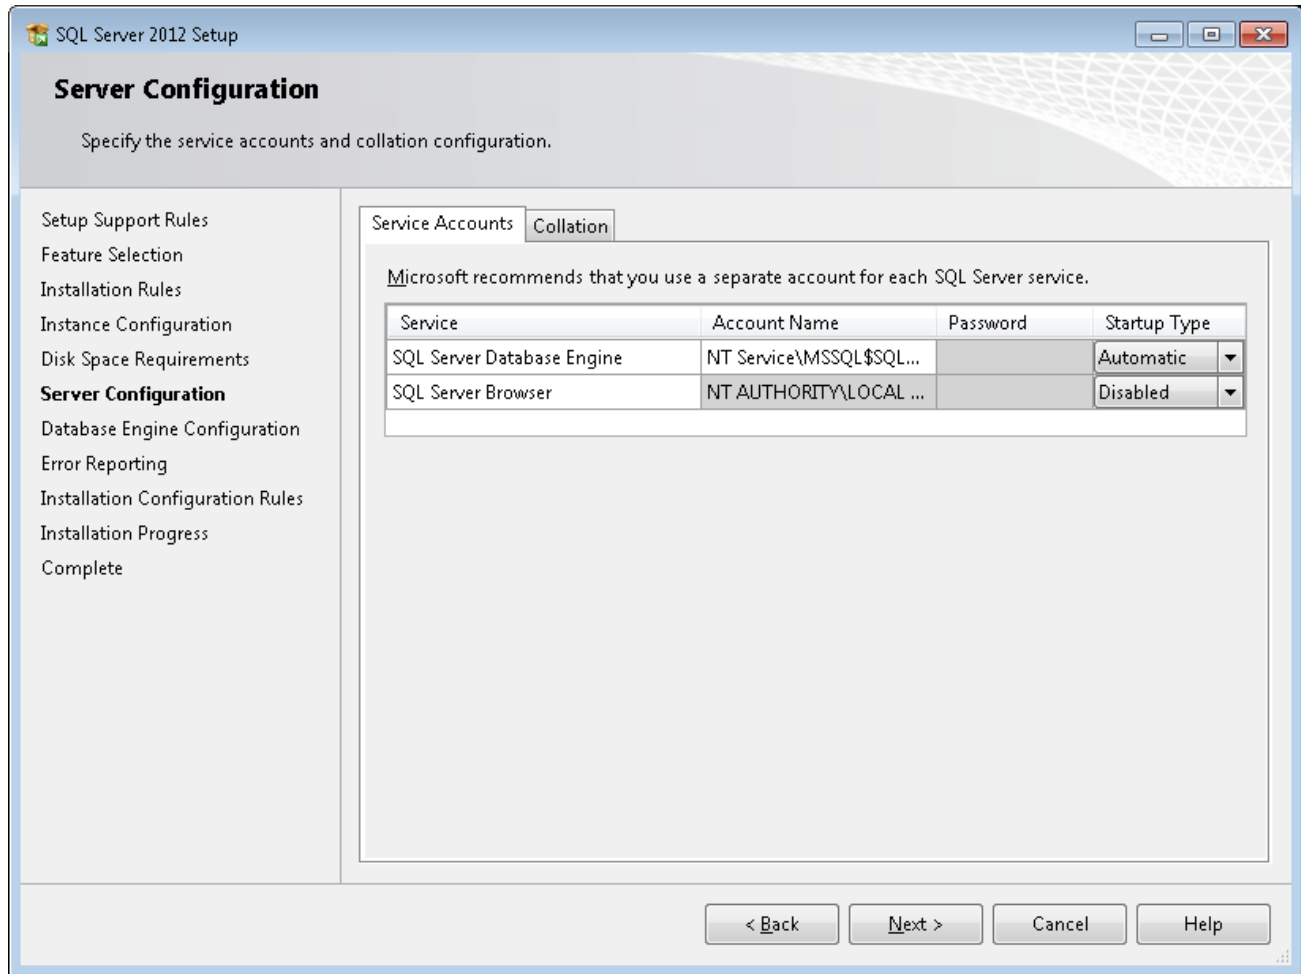 SQL Server 2012 Setup
Server Configuration
Specify the service accounts and collation configuration.
Setup Support Rules
Feature Selection
Installation Rules
Instance Configuration
Disk Space Requirements
Server Configuration
Database Engine Configuration
Error Reporting
Installation Configuration Rules
Installation Progress
Complete
Service Accounts Collation
Microsoft recommends that you use a separate account for each SQL Server service.
Service Account Name Password Startup Type
SQL Server Database Engine NT Service\MSSQL$SQL... Automatic
SQL Server Browser NT AUTHORITY\LOCAL ... Disabled
< Back Next > Cancel Help